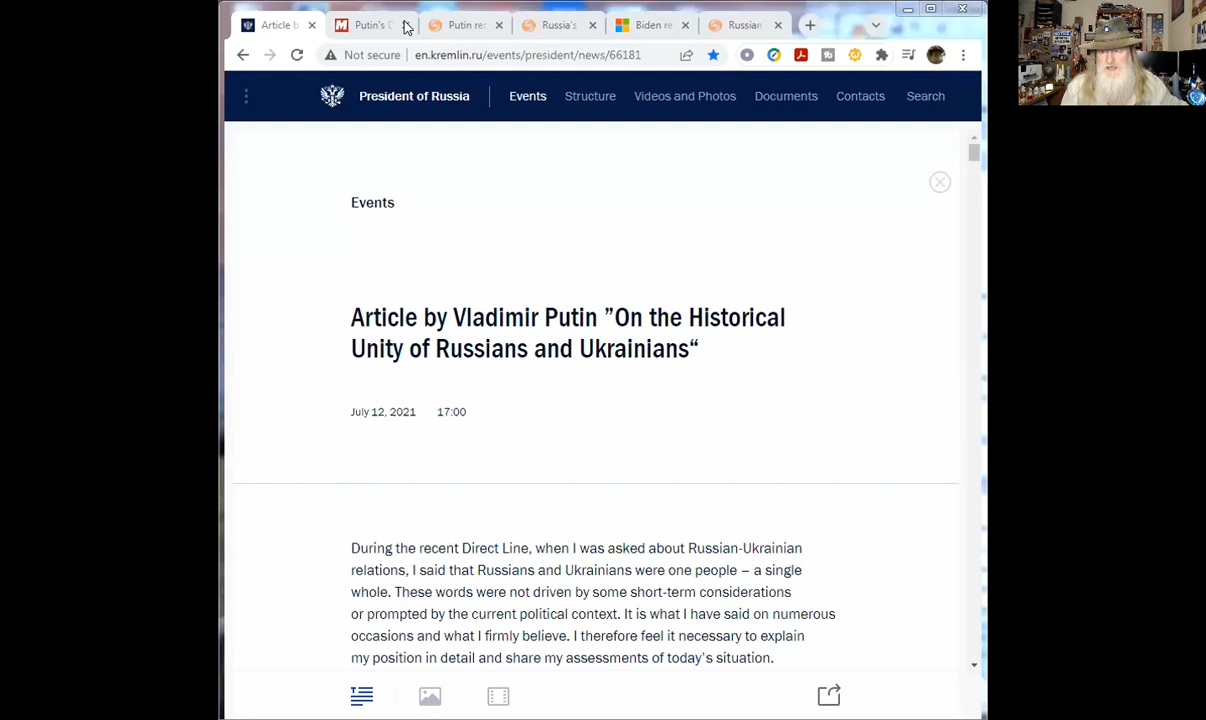 Article b
Putin's D
Putin rec
Russia's
Biden re
Russian
Not secure
en.kremlin.ru/events/president/news/66181
President of Russia
Events
Structure
Videos and Photos
Documents
Contacts
Search
Events
Article by Vladimir Putin ”On the Historical
Unity of Russians and Ukrainians“
July 12, 2021 17:00
During the recent Direct Line, when I was asked about Russian-Ukrainian
relations, I said that Russians and Ukrainians were one people – a single
whole. These words were not driven by some short-term considerations
or prompted by the current political context. It is what I have said on numerous
occasions and what I firmly believe. I therefore feel it necessary to explain
my position in detail and share my assessments of today's situation.